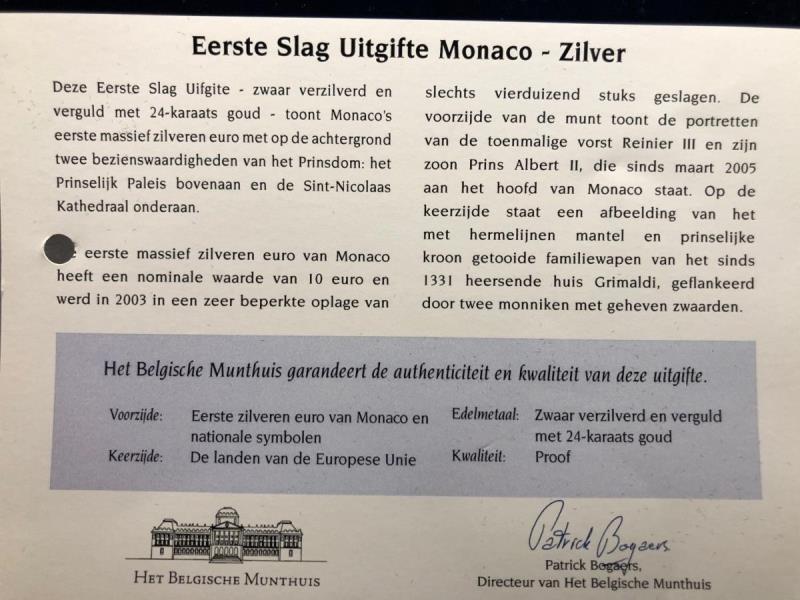 Eerste Slag Uitgifte Monaco - Zilver
Deze Eerste Slag Uifgite - zwaar verzilverd en
verguld met 24-karaats goud - toont Monaco's
eerste massief zilveren euro met op de achtergrond
twee bezienswaardigheden van het Prinsdom: het
Prinselijk Paleis bovenaan en de Sint-Nicolaas
Kathedraal onderaan.
eerste massief zilveren euro van Monaco
heeft een nominale waarde van 10 euro en
werd in 2003 in een zeer beperkte oplage van
slechts vierduizend stuks geslagen. De
voorzijde van de munt toont de portretten
van de toenmalige vorst Reinier III en zijn
zoon Prins Albert II, die sinds maart 2005
aan het hoofd van Monaco staat. Op de
keerzijde staat een afbeelding van het
met hermelijnen mantel en prinselijke
kroon getooide familiewapen van het sinds
1331 heersende huis Grimaldi, geflankeerd
door twee monniken met geheven zwaarden.
Het Belgische Munthuis garandeert de authenticiteit en kwaliteit van deze uitgifte.
Voorzijde: Eerste zilveren euro van Monaco en
nationale symbolen
Keerzijde: De landen van de Europese Unie
Edelmetaal: Zwaar verzilverd en verguld
met 24-karaats goud
Kwaliteit: Proof
Het Belgische Munthuis
Patrick Bogaers
Patrick Bogaers,
Directeur van Het Belgische Munthuis